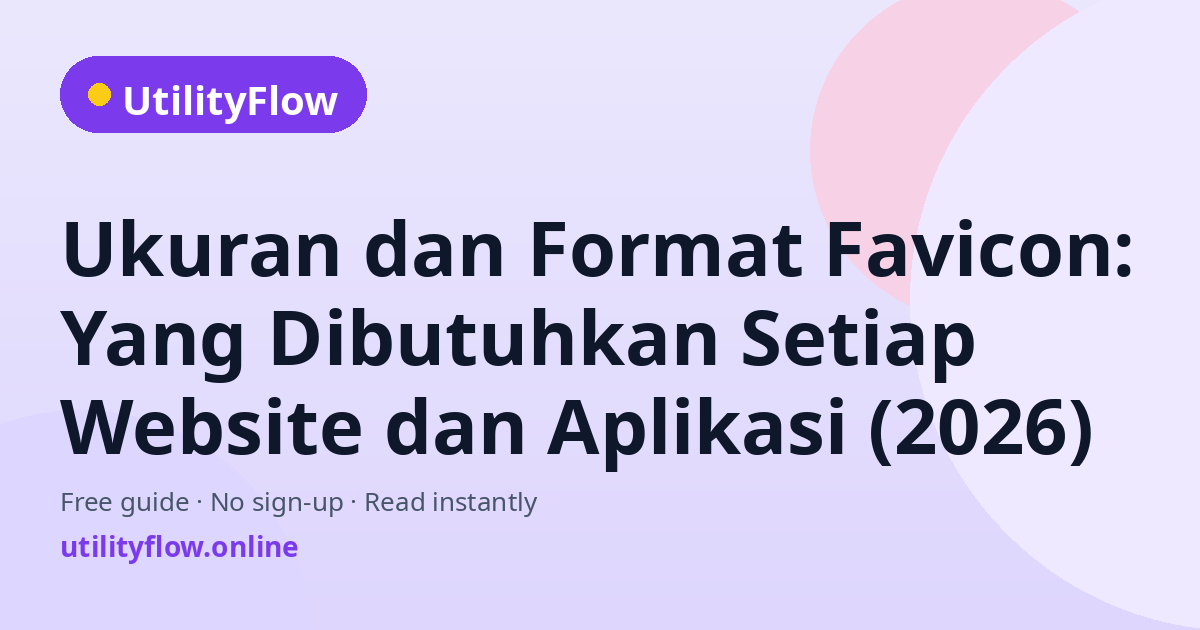 UtilityFlow
Ukuran dan Format Favicon:
Yang Dibutuhkan Setiap
Website dan Aplikasi (2026)
Free guide · No sign-up · Read instantly
utilityflow.online